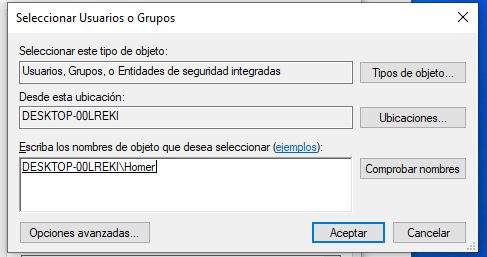 Seleccionar Usuarios o Grupos
Seleccionar este tipo de objeto:
Usuarios, Grupos, o Entidades de seguridad integradas
Tipos de objeto...
Desde esta ubicación:
DESKTOP-00LREKI
Ubicaciones...
Escriba los nombres de objeto que desea seleccionar (ejemplos):
DESKTOP-00LREKI\Homer
Comprobar nombres
Opciones avanzadas...
Aceptar
Cancelar